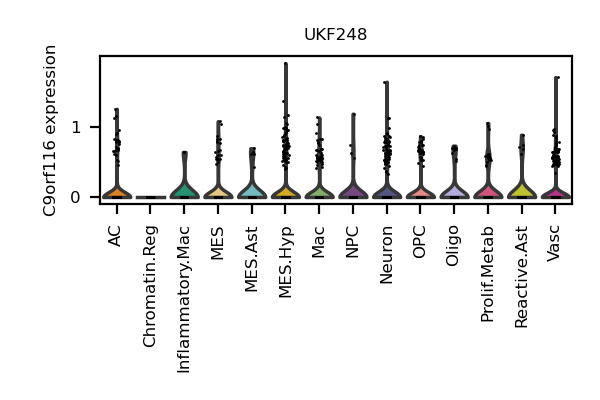 UKF248
C9orf116 expression
1
0
AC
Chromatin.Reg
Inflammatory.Mac
MES
MES.Ast
MES.Hyp
Mac
NPC
Neuron
OPC
Oligo
Prolif.Metab
Reactive.Ast
Vasc